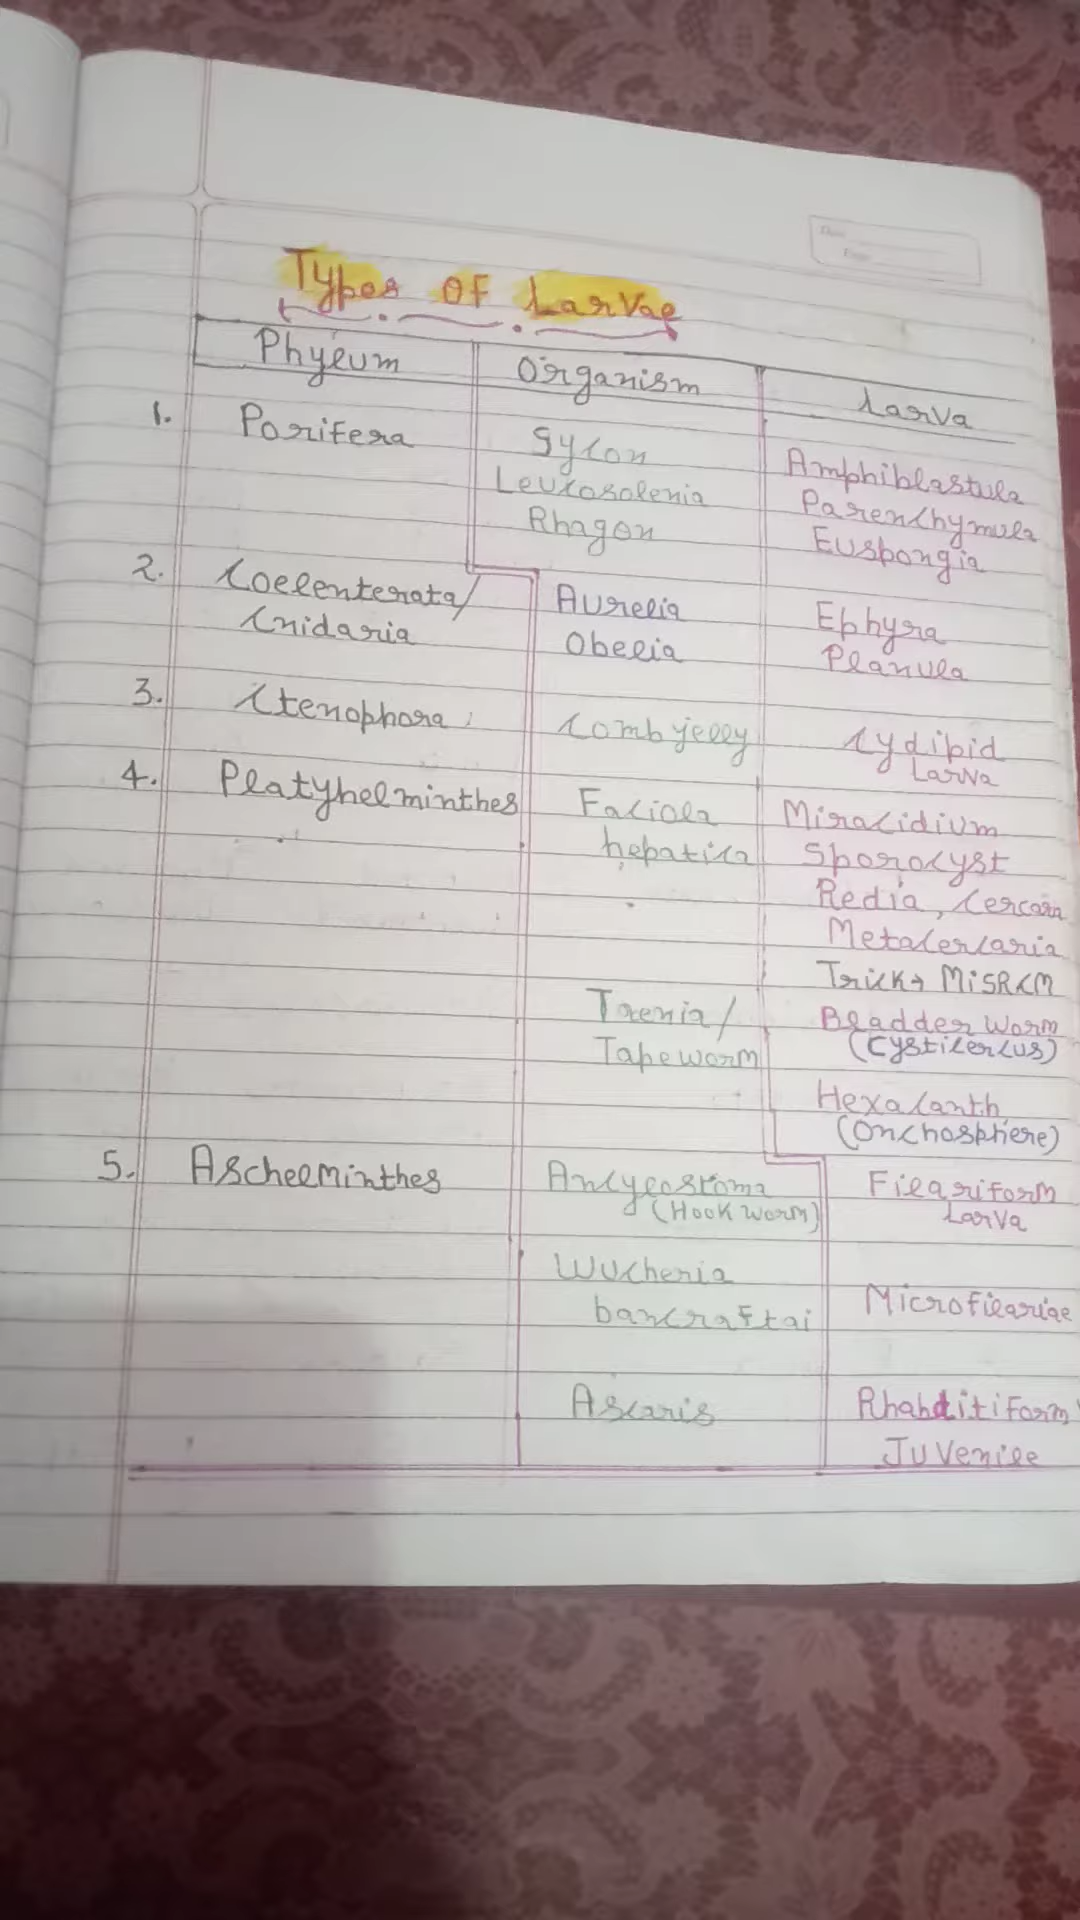 Types of Larvae
Phylum Organism Larva
1. Porifera Sycon Amphiblastula
Leucosolenia Parenchymula
Rhagon Euspongia
2. Coelenterata/ Aurelia Ephyra
Cnidaria Obelia Planula
3. Ctenophora Comb jelly Cydipid
Larva
4. Platyhelminthes Faciola Miracidium
hepatica Sporocyst
Redia, Cercaria
Metacercaria
Trick → MiSRCM
Taenia/ Bladder worm
Tapeworm (Cysticercus)
Hexacanth
(Onchosphere)
5. Aschelminthes Ancylostoma Filariform
(Hook worm) Larva
Wucheria
bancraftai Microfilariae
Ascaris Rhabditiform
Juvenile